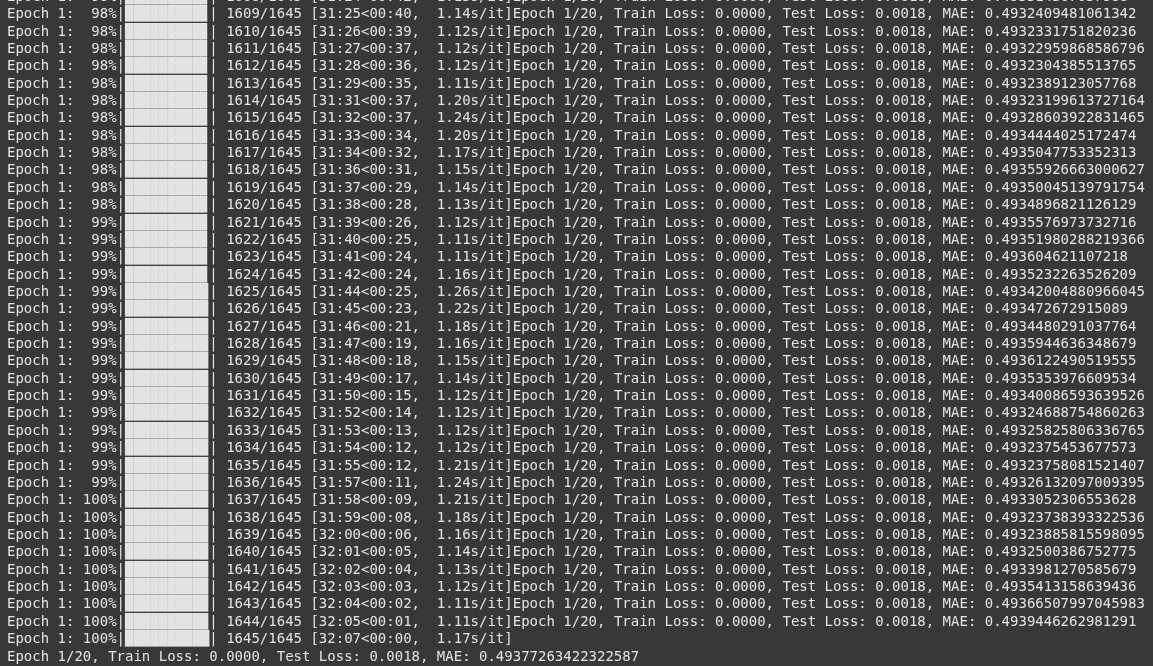 Epoch 1:  98%| | 1609/1645 [31:25<00:40,  1.14s/it]Epoch 1/20, Train Loss: 0.0000, Test Loss: 0.0018, MAE: 0.4932409481061342
Epoch 1:  98%| | 1610/1645 [31:26<00:39,  1.12s/it]Epoch 1/20, Train Loss: 0.0000, Test Loss: 0.0018, MAE: 0.4932331751820236
Epoch 1:  98%| | 1611/1645 [31:27<00:37,  1.12s/it]Epoch 1/20, Train Loss: 0.0000, Test Loss: 0.0018, MAE: 0.49322959868586796
Epoch 1:  98%| | 1612/1645 [31:28<00:36,  1.12s/it]Epoch 1/20, Train Loss: 0.0000, Test Loss: 0.0018, MAE: 0.4932304385513765
Epoch 1:  98%| | 1613/1645 [31:29<00:35,  1.11s/it]Epoch 1/20, Train Loss: 0.0000, Test Loss: 0.0018, MAE: 0.4932389123057768
Epoch 1:  98%| | 1614/1645 [31:31<00:37,  1.20s/it]Epoch 1/20, Train Loss: 0.0000, Test Loss: 0.0018, MAE: 0.49323199613727164
Epoch 1:  98%| | 1615/1645 [31:32<00:37,  1.24s/it]Epoch 1/20, Train Loss: 0.0000, Test Loss: 0.0018, MAE: 0.49328603922831465
Epoch 1:  98%| | 1616/1645 [31:33<00:34,  1.20s/it]Epoch 1/20, Train Loss: 0.0000, Test Loss: 0.0018, MAE: 0.4934444025172474
Epoch 1:  98%| | 1617/1645 [31:34<00:32,  1.17s/it]Epoch 1/20, Train Loss: 0.0000, Test Loss: 0.0018, MAE: 0.4935047753352313
Epoch 1:  98%| | 1618/1645 [31:36<00:31,  1.15s/it]Epoch 1/20, Train Loss: 0.0000, Test Loss: 0.0018, MAE: 0.49355926663000627
Epoch 1:  98%| | 1619/1645 [31:37<00:29,  1.14s/it]Epoch 1/20, Train Loss: 0.0000, Test Loss: 0.0018, MAE: 0.49350045139791754
Epoch 1:  98%| | 1620/1645 [31:38<00:28,  1.13s/it]Epoch 1/20, Train Loss: 0.0000, Test Loss: 0.0018, MAE: 0.4934896821126129
Epoch 1:  99%| | 1621/1645 [31:39<00:26,  1.12s/it]Epoch 1/20, Train Loss: 0.0000, Test Loss: 0.0018, MAE: 0.4935576973732716
Epoch 1:  99%| | 1622/1645 [31:40<00:25,  1.11s/it]Epoch 1/20, Train Loss: 0.0000, Test Loss: 0.0018, MAE: 0.49351980288219366
Epoch 1:  99%| | 1623/1645 [31:41<00:24,  1.11s/it]Epoch 1/20, Train Loss: 0.0000, Test Loss: 0.0018, MAE: 0.493604621107218
Epoch 1:  99%| | 1624/1645 [31:42<00:24,  1.16s/it]Epoch 1/20, Train Loss: 0.0000, Test Loss: 0.0018, MAE: 0.49352322263526209
Epoch 1:  99%| | 1625/1645 [31:44<00:25,  1.26s/it]Epoch 1/20, Train Loss: 0.0000, Test Loss: 0.0018, MAE: 0.49342004880966045
Epoch 1:  99%| | 1626/1645 [31:45<00:23,  1.22s/it]Epoch 1/20, Train Loss: 0.0000, Test Loss: 0.0018, MAE: 0.493472672915089
Epoch 1:  99%| | 1627/1645 [31:46<00:21,  1.18s/it]Epoch 1/20, Train Loss: 0.0000, Test Loss: 0.0018, MAE: 0.49344480291037764
Epoch 1:  99%| | 1628/1645 [31:47<00:19,  1.16s/it]Epoch 1/20, Train Loss: 0.0000, Test Loss: 0.0018, MAE: 0.4935944636348679
Epoch 1:  99%| | 1629/1645 [31:48<00:18,  1.15s/it]Epoch 1/20, Train Loss: 0.0000, Test Loss: 0.0018, MAE: 0.4936122490519555
Epoch 1:  99%| | 1630/1645 [31:49<00:17,  1.14s/it]Epoch 1/20, Train Loss: 0.0000, Test Loss: 0.0018, MAE: 0.4935353976609534
Epoch 1:  99%| | 1631/1645 [31:50<00:15,  1.12s/it]Epoch 1/20, Train Loss: 0.0000, Test Loss: 0.0018, MAE: 0.49340086593639526
Epoch 1:  99%| | 1632/1645 [31:52<00:14,  1.12s/it]Epoch 1/20, Train Loss: 0.0000, Test Loss: 0.0018, MAE: 0.49324688754860263
Epoch 1:  99%| | 1633/1645 [31:53<00:13,  1.12s/it]Epoch 1/20, Train Loss: 0.0000, Test Loss: 0.0018, MAE: 0.49325825806336765
Epoch 1:  99%| | 1634/1645 [31:54<00:12,  1.12s/it]Epoch 1/20, Train Loss: 0.0000, Test Loss: 0.0018, MAE: 0.4932375453677573
Epoch 1:  99%| | 1635/1645 [31:55<00:12,  1.21s/it]Epoch 1/20, Train Loss: 0.0000, Test Loss: 0.0018, MAE: 0.49323758081521407
Epoch 1:  99%| | 1636/1645 [31:57<00:11,  1.24s/it]Epoch 1/20, Train Loss: 0.0000, Test Loss: 0.0018, MAE: 0.49326132097009395
Epoch 1: 100%| | 1637/1645 [31:58<00:09,  1.21s/it]Epoch 1/20, Train Loss: 0.0000, Test Loss: 0.0018, MAE: 0.4933052306553628
Epoch 1: 100%| | 1638/1645 [31:59<00:08,  1.18s/it]Epoch 1/20, Train Loss: 0.0000, Test Loss: 0.0018, MAE: 0.49323738393322536
Epoch 1: 100%| | 1639/1645 [32:00<00:06,  1.16s/it]Epoch 1/20, Train Loss: 0.0000, Test Loss: 0.0018, MAE: 0.49323885815598095
Epoch 1: 100%| | 1640/1645 [32:01<00:05,  1.14s/it]Epoch 1/20, Train Loss: 0.0000, Test Loss: 0.0018, MAE: 0.4932500386752775
Epoch 1: 100%| | 1641/1645 [32:02<00:04,  1.13s/it]Epoch 1/20, Train Loss: 0.0000, Test Loss: 0.0018, MAE: 0.4933981270585679
Epoch 1: 100%| | 1642/1645 [32:03<00:03,  1.12s/it]Epoch 1/20, Train Loss: 0.0000, Test Loss: 0.0018, MAE: 0.4935413158639436
Epoch 1: 100%| | 1643/1645 [32:04<00:02,  1.11s/it]Epoch 1/20, Train Loss: 0.0000, Test Loss: 0.0018, MAE: 0.49366507997045983
Epoch 1: 100%| | 1644/1645 [32:05<00:01,  1.11s/it]Epoch 1/20, Train Loss: 0.0000, Test Loss: 0.0018, MAE: 0.4939446262981291
Epoch 1: 100%| | 1645/1645 [32:07<00:00,  1.17s/it]
Epoch 1/20, Train Loss: 0.0000, Test Loss: 0.0018, MAE: 0.49377263422322587